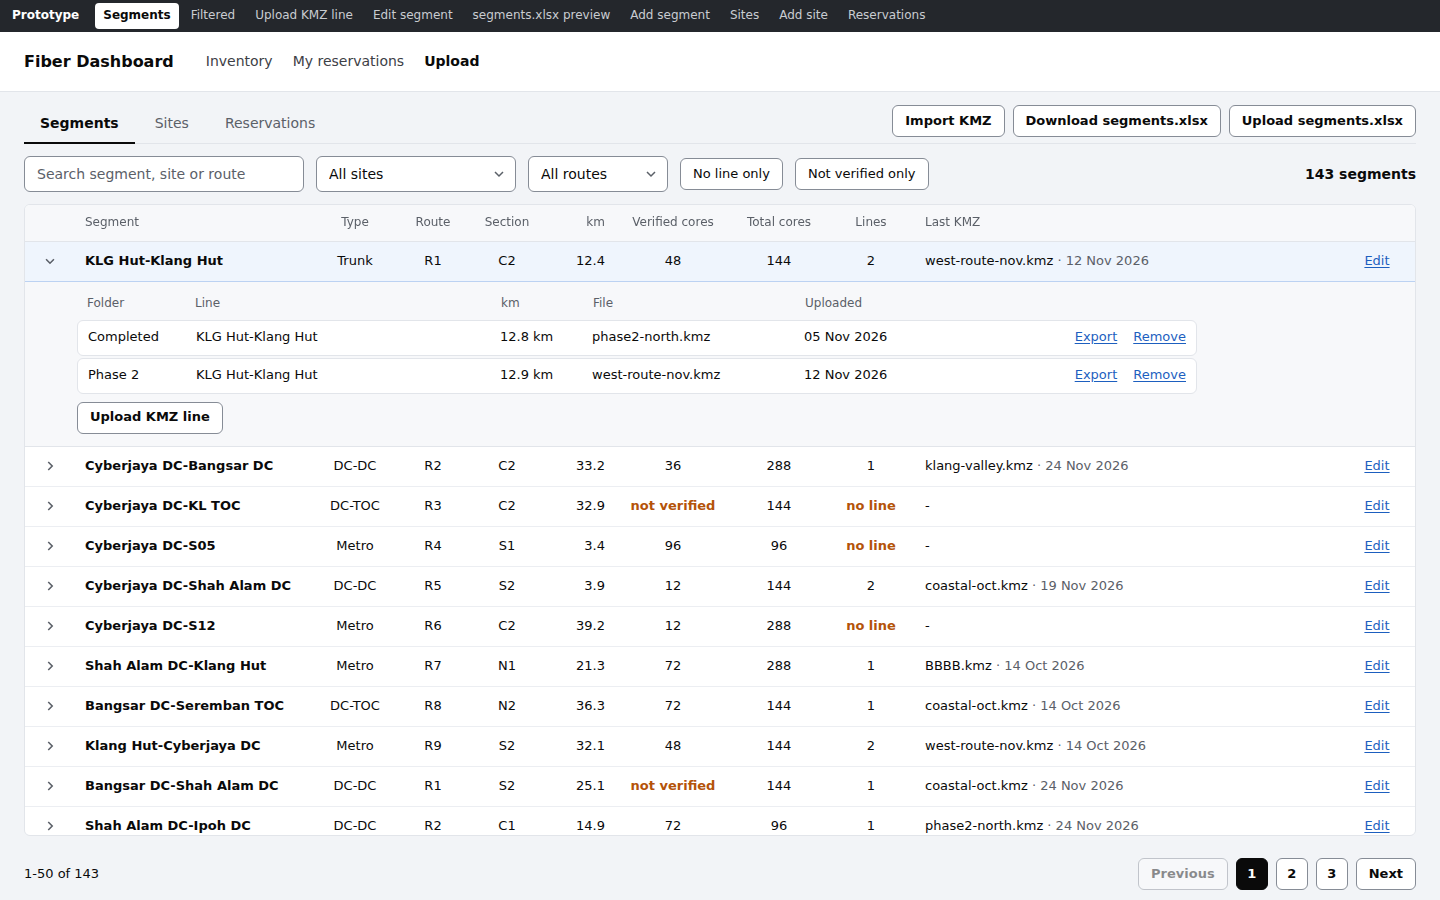 Prototype Segments Filtered Upload KMZ line Edit segment segments.xlsx preview Add segment Sites Add site Reservations
Fiber Dashboard Inventory My reservations Upload
Segments Sites Reservations Import KMZ Download segments.xlsx Upload segments.xlsx
Search segment, site or route All sites All routes No line only Not verified only 143 segments
Segment Type Route Section km Verified cores Total cores Lines Last KMZ
KLG Hut-Klang Hut Trunk R1 C2 12.4 48 144 2 west-route-nov.kmz · 12 Nov 2026 Edit
Folder Line km File Uploaded
Completed KLG Hut-Klang Hut 12.8 km phase2-north.kmz 05 Nov 2026 Export Remove
Phase 2 KLG Hut-Klang Hut 12.9 km west-route-nov.kmz 12 Nov 2026 Export Remove
Upload KMZ line
Cyberjaya DC-Bangsar DC DC-DC R2 C2 33.2 36 288 1 klang-valley.kmz · 24 Nov 2026 Edit
Cyberjaya DC-KL TOC DC-TOC R3 C2 32.9 not verified 144 no line - Edit
Cyberjaya DC-S05 Metro R4 S1 3.4 96 96 no line - Edit
Cyberjaya DC-Shah Alam DC DC-DC R5 S2 3.9 12 144 2 coastal-oct.kmz · 19 Nov 2026 Edit
Cyberjaya DC-S12 Metro R6 C2 39.2 12 288 no line - Edit
Shah Alam DC-Klang Hut Metro R7 N1 21.3 72 288 1 BBBB.kmz · 14 Oct 2026 Edit
Bangsar DC-Seremban TOC DC-TOC R8 N2 36.3 72 144 1 coastal-oct.kmz · 14 Oct 2026 Edit
Klang Hut-Cyberjaya DC Metro R9 S2 32.1 48 144 2 west-route-nov.kmz · 14 Oct 2026 Edit
Bangsar DC-Shah Alam DC DC-DC R1 S2 25.1 not verified 144 1 coastal-oct.kmz · 24 Nov 2026 Edit
Shah Alam DC-Ipoh DC DC-DC R2 C1 14.9 72 96 1 phase2-north.kmz · 24 Nov 2026 Edit
1-50 of 143 Previous 1 2 3 Next